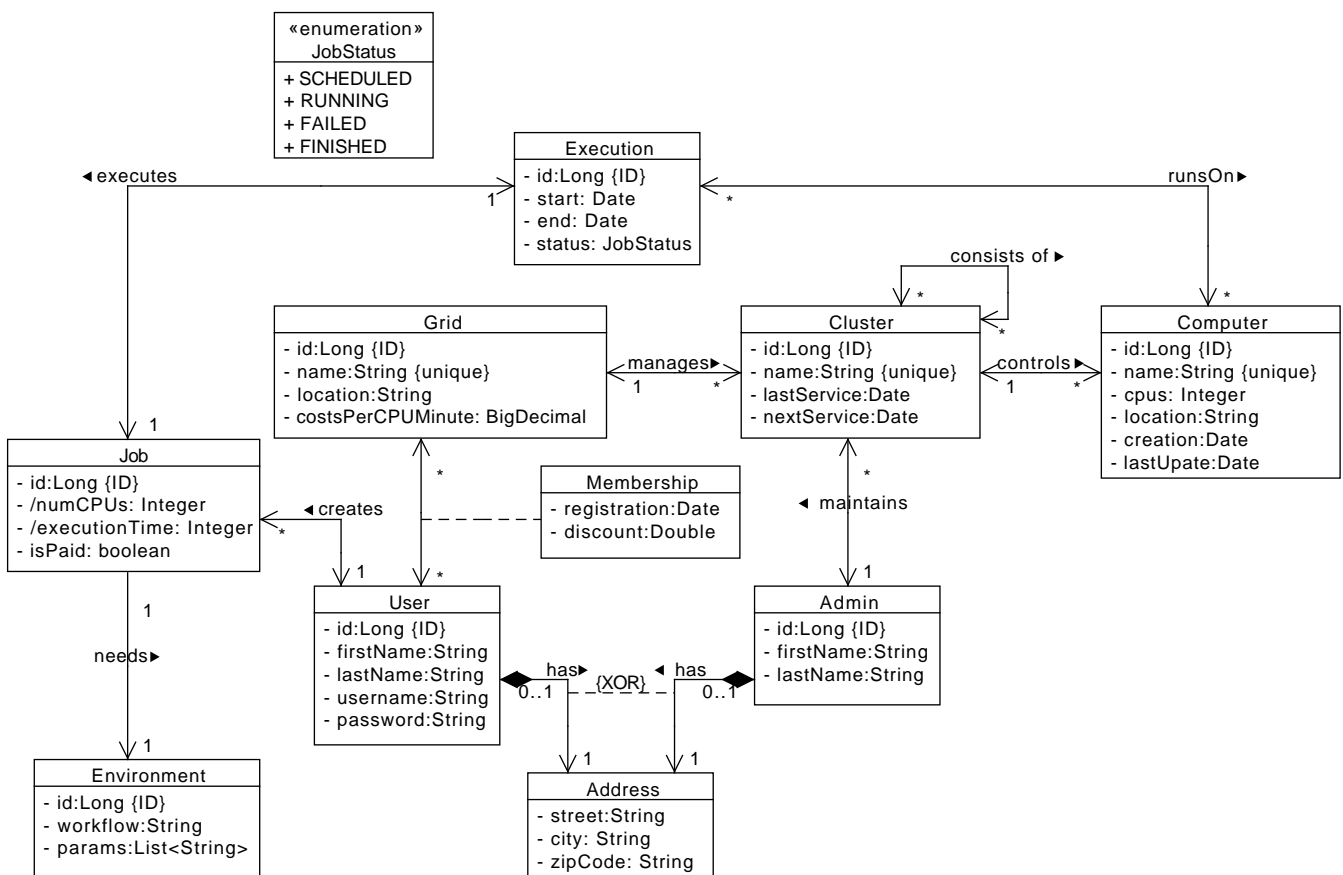 «enumeration»
JobStatus
+ SCHEDULED
+ RUNNING
+ FAILED
+ FINISHED
Execution
- id:Long {ID}
- start: Date
- end: Date
- status: JobStatus
◄ executes
1
*
runsOn ►
consists of ►
*
*
*
Grid
- id:Long {ID}
- name:String {unique}
- location:String
- costsPerCPUMinute: BigDecimal
manages ►
1
*
Cluster
- id:Long {ID}
- name:String {unique}
- lastService:Date
- nextService:Date
controls ►
1
*
Computer
- id:Long {ID}
- name:String {unique}
- cpus: Integer
- location:String
- creation:Date
- lastUpate:Date
1
Job
- id:Long {ID}
- /numCPUs: Integer
- /executionTime: Integer
- isPaid: boolean
*
◄ creates
1
*
*
Membership
- registration:Date
- discount:Double
*
◄ maintains
1
1
needs ►
1
User
- id:Long {ID}
- firstName:String
- lastName:String
- username:String
- password:String
Admin
- id:Long {ID}
- firstName:String
- lastName:String
has ►
0..1
{XOR}
◄ has
0..1
1
1
Environment
- id:Long {ID}
- workflow:String
- params:List<String>
Address
- street:String
- city: String
- zipCode: String